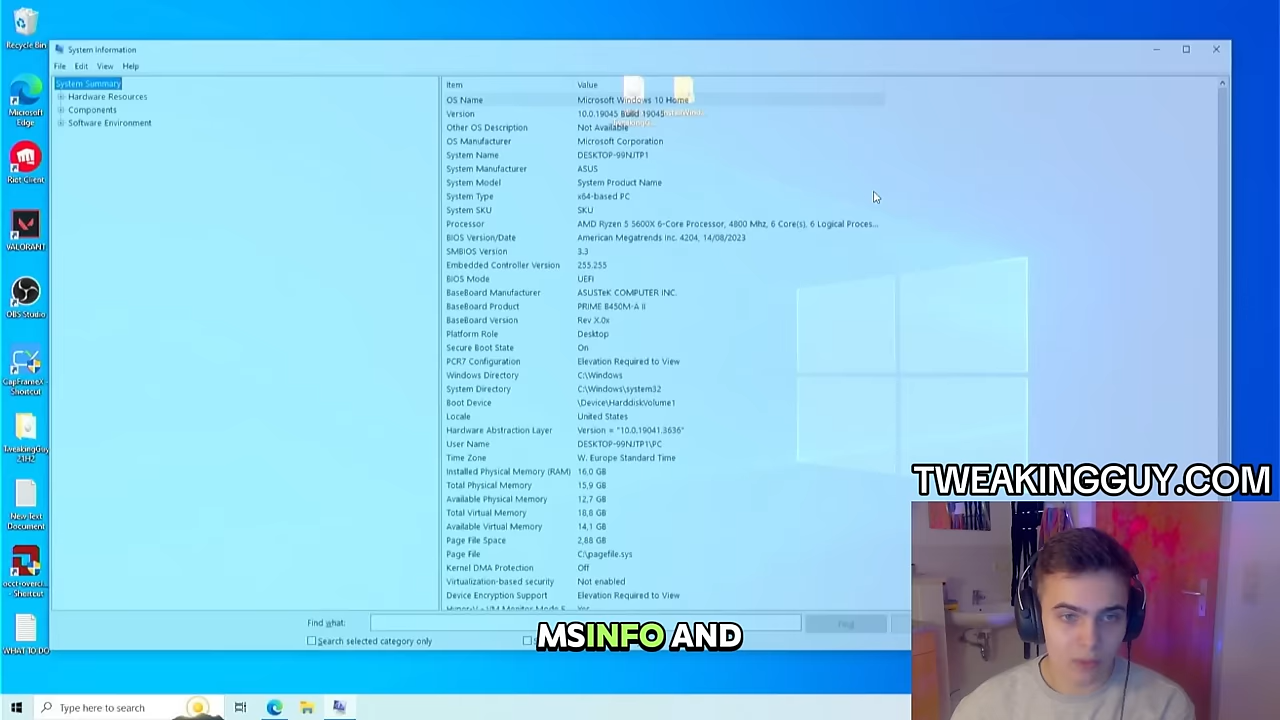 Recycle Bin
Microsoft
Edge
Riot Client
VALORANT
OBS Studio
CapFrameX -
Shortcut
TweakingGuy
New Text
Document
- Shortcut
WHAT TO DO
System Information
File Edit View Help
System Summary
Hardware Resources
Components
Software Environment
Item Value
OS Name Microsoft Windows 10 Home
Version 10.0.19045 Build 19045
Other OS Description Not Available
OS Manufacturer Microsoft Corporation
System Name DESKTOP-99NJTP1
System Manufacturer ASUS
System Model System Product Name
System Type x64-based PC
System SKU SKU
Processor AMD Ryzen 5 5600X 6-Core Processor, 4800 Mhz, 6 Core(s), 6 Logical Proces...
BIOS Version/Date American Megatrends Inc. 4204, 14/08/2023
SMBIOS Version 3.3
Embedded Controller Version 255.255
BIOS Mode UEFI
BaseBoard Manufacturer ASUSTeK COMPUTER INC.
BaseBoard Product PRIME B450M-A II
BaseBoard Version Rev X.0x
Platform Role Desktop
Secure Boot State On
PCR7 Configuration Elevation Required to View
Windows Directory C:\Windows
System Directory C:\Windows\system32
Boot Device \Device\HarddiskVolume1
Locale United States
Hardware Abstraction Layer Version = "10.0.19041.3636"
User Name DESKTOP-99NJTP1\PC
Time Zone W. Europe Standard Time
Installed Physical Memory (RAM) 16,0 GB
Total Physical Memory 15,9 GB
Available Physical Memory 12,7 GB
Total Virtual Memory 18,8 GB
Available Virtual Memory 14,1 GB
Page File Space 2,88 GB
Page File C:\pagefile.sys
Kernel DMA Protection Off
Virtualization-based security Not enabled
Device Encryption Support Elevation Required to View
Find what: Find
Search selected category only
MSINFO AND
TWEAKINGGUY.COM
Type here to search